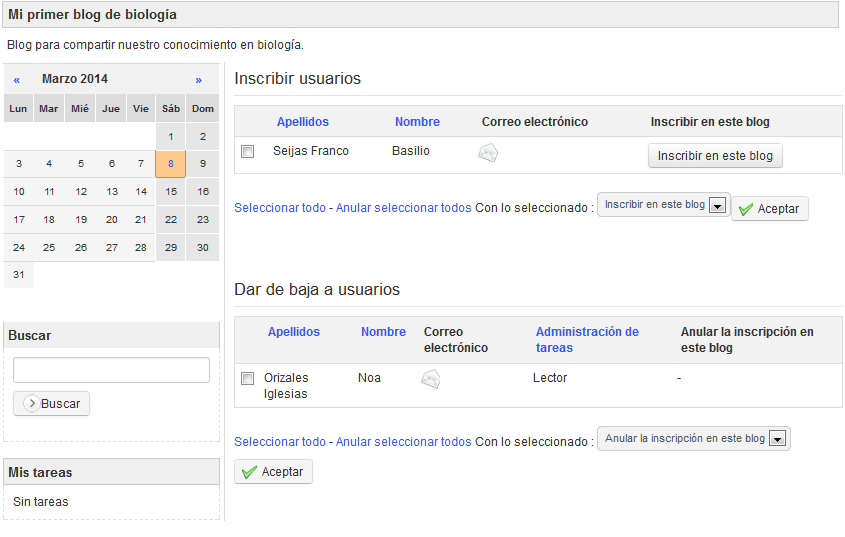 Mi primer blog de biología
Blog para compartir nuestro conocimiento en biología.
« Marzo 2014 »
Lun Mar Mié Jue Vie Sáb Dom
1 2
3 4 5 6 7 8 9
10 11 12 13 14 15 16
17 18 19 20 21 22 23
24 25 26 27 28 29 30
31
Buscar
Buscar
Mis tareas
Sin tareas
Inscribir usuarios
Apellidos Nombre Correo electrónico Inscribir en este blog
Seijas Franco Basilio Inscribir en este blog
Seleccionar todo - Anular seleccionar todos Con lo seleccionado : Inscribir en este blog Aceptar
Dar de baja a usuarios
Apellidos Nombre Correo Administración de Anular la inscripción en
electrónico tareas este blog
Orizales Noa Lector -
Iglesias
Seleccionar todo - Anular seleccionar todos Con lo seleccionado : Anular la inscripción en este blog
Aceptar